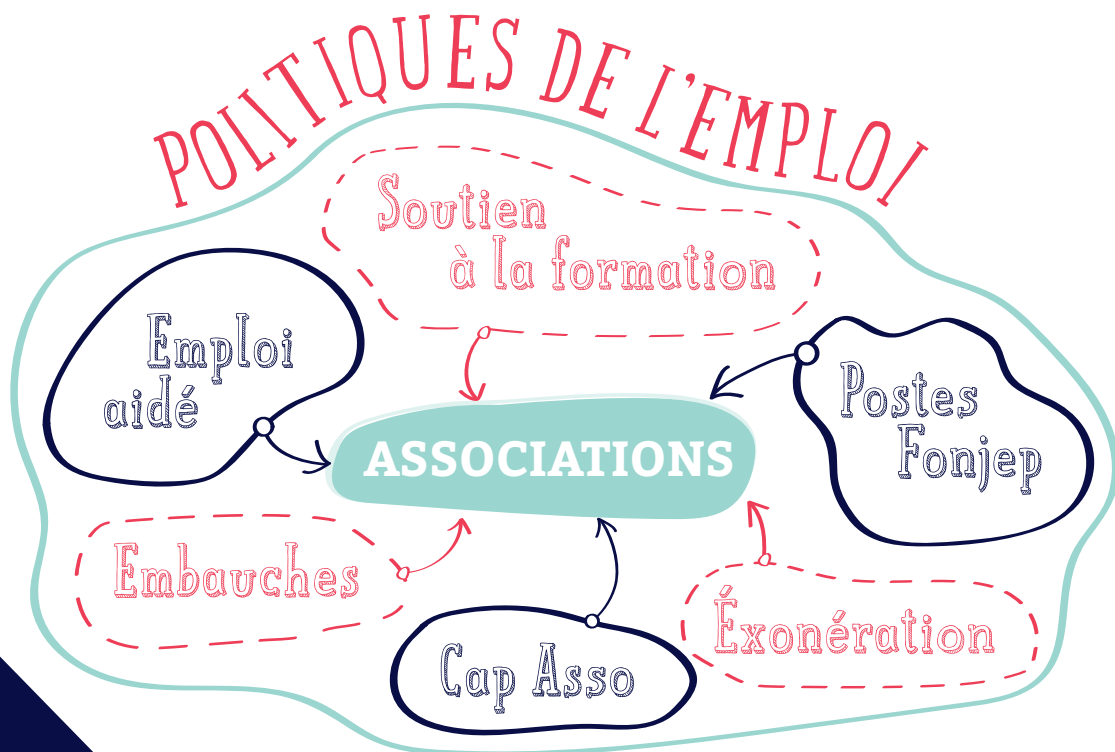 POLITIQUES DE L'EMPLOI
Soutien
à la formation
Emploi
aidé
Postes
Fonjep
ASSOCIATIONS
Embauches
Éxonération
Cap Asso